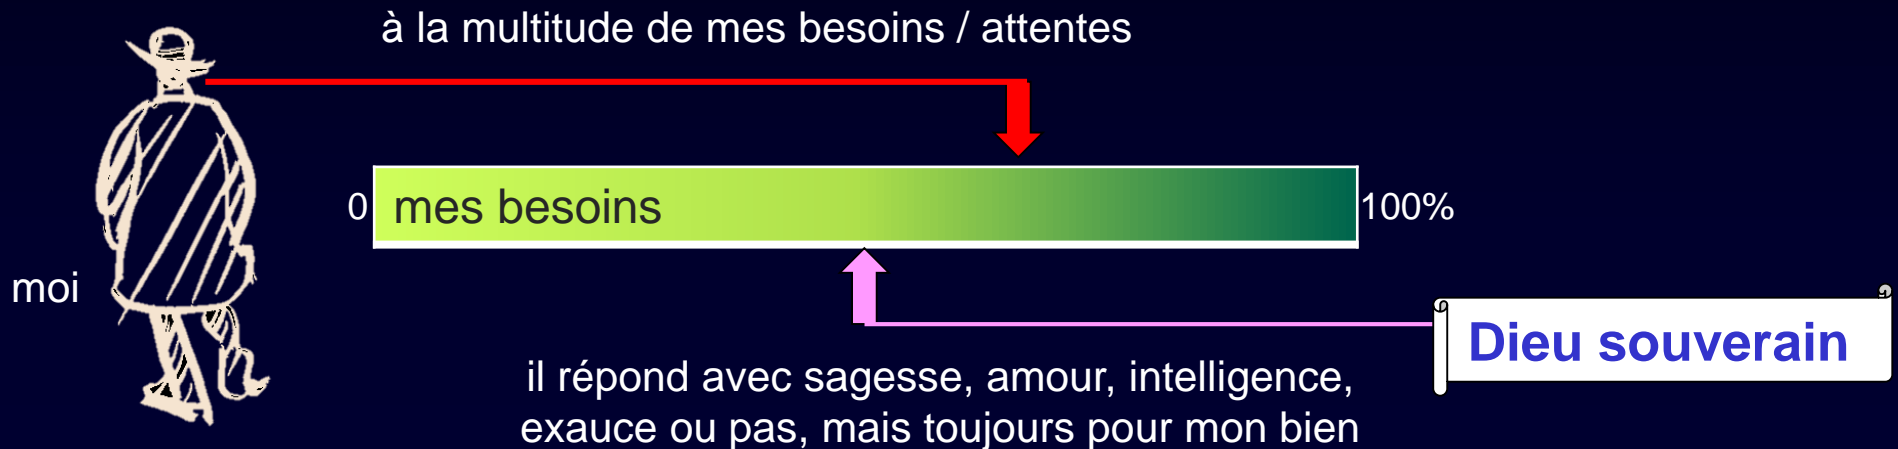 à la multitude de mes besoins / attentes
0 mes besoins 100%
moi
Dieu souverain
il répond avec sagesse, amour, intelligence,
exauce ou pas, mais toujours pour mon bien